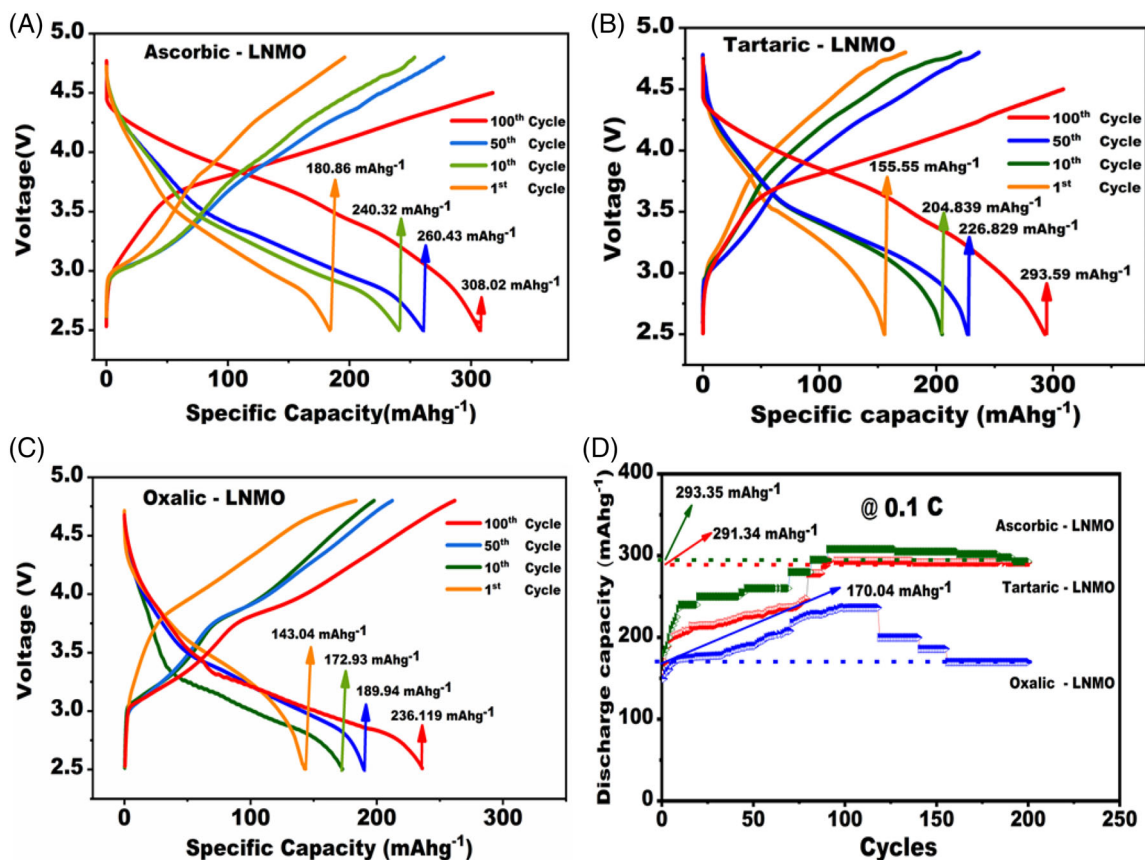 (A)
Ascorbic - LNMO
5.0
4.5
4.0
3.5
3.0
2.5
Voltage(V)
100th Cycle
50th Cycle
10th Cycle
1st Cycle
180.86 mAhg-1
240.32 mAhg-1
260.43 mAhg-1
308.02 mAhg-1
0 100 200 300
Specific Capacity(mAhg-1)
(B)
Tartaric - LNMO
5.0
4.5
4.0
3.5
3.0
2.5
Voltage (V)
100th Cycle
50th Cycle
10th Cycle
1st Cycle
155.55 mAhg-1
204.839 mAhg-1
226.829 mAhg-1
293.59 mAhg-1
0 100 200 300
Specific capacity (mAhg-1)
(C)
Oxalic - LNMO
5.0
4.5
4.0
3.5
3.0
2.5
Voltage (V)
100th Cycle
50th Cycle
10th Cycle
1st Cycle
143.04 mAhg-1
172.93 mAhg-1
189.94 mAhg-1
236.119 mAhg-1
0 100 200 300
Specific Capacity (mAhg-1)
(D)
400
300
200
100
0
Discharge capacity (mAhg-1)
293.35 mAhg-1
@ 0.1 C
291.34 mAhg-1
Ascorbic - LNMO
170.04 mAhg-1
Tartaric - LNMO
Oxalic - LNMO
0 50 100 150 200 250
Cycles